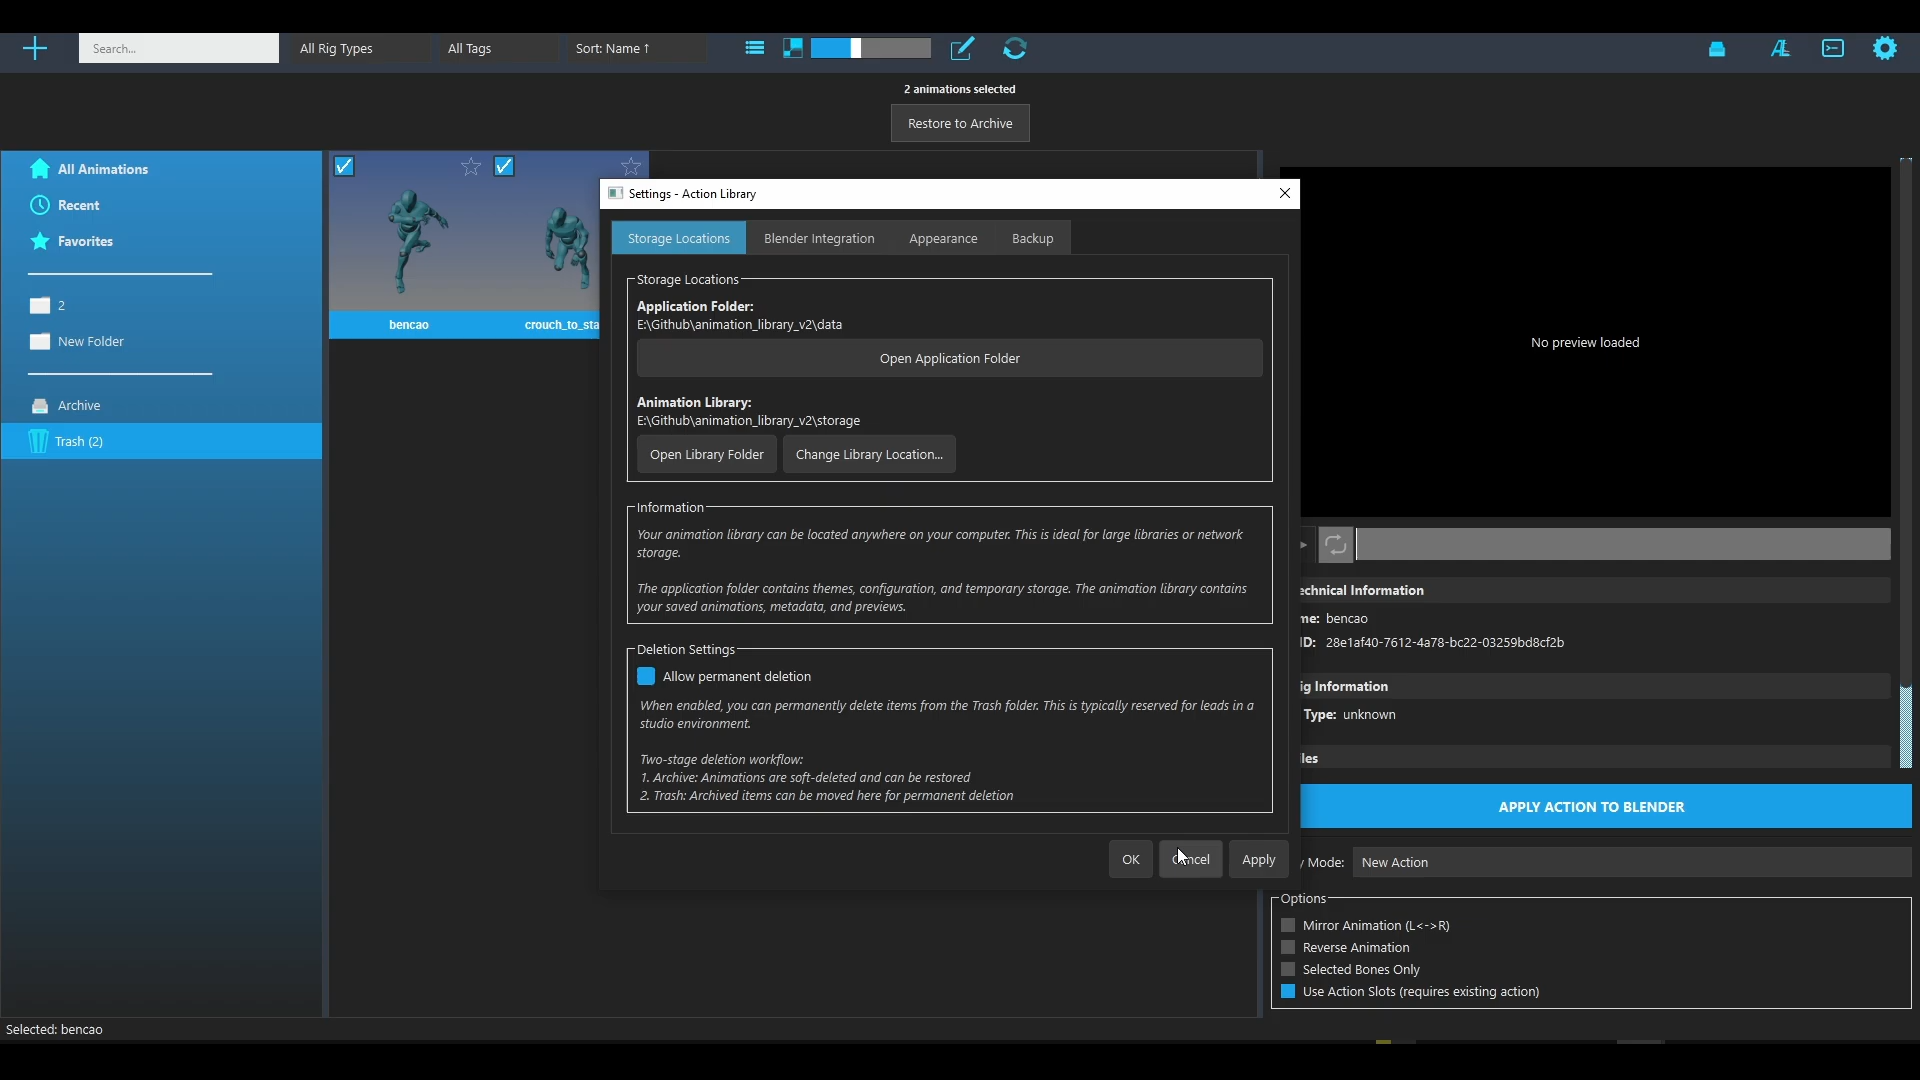 Search...
All Rig Types
All Tags
Sort: Name ↑
2 animations selected
Restore to Archive
All Animations
Recent
Favorites
2
New Folder
Archive
Trash (2)
bencao
crouch_to_sta
Settings - Action Library
Storage Locations
Blender Integration
Appearance
Backup
Storage Locations
Application Folder:
E:\Github\animation_library_v2\data
Open Application Folder
Animation Library:
E:\Github\animation_library_v2\storage
Open Library Folder
Change Library Location...
Information
Your animation library can be located anywhere on your computer. This is ideal for large libraries or network
storage.
The application folder contains themes, configuration, and temporary storage. The animation library contains
your saved animations, metadata, and previews.
Deletion Settings
Allow permanent deletion
When enabled, you can permanently delete items from the Trash folder. This is typically reserved for leads in a
studio environment.
Two-stage deletion workflow:
1. Archive: Animations are soft-deleted and can be restored
2. Trash: Archived items can be moved here for permanent deletion
OK
Cancel
Apply
No preview loaded
echnical Information
me: bencao
ID: 28e1af40-7612-4a78-bc22-03259bd8cf2b
ig Information
Type: unknown
les
APPLY ACTION TO BLENDER
y Mode: New Action
Options
Mirror Animation (L<->R)
Reverse Animation
Selected Bones Only
Use Action Slots (requires existing action)
Selected: bencao